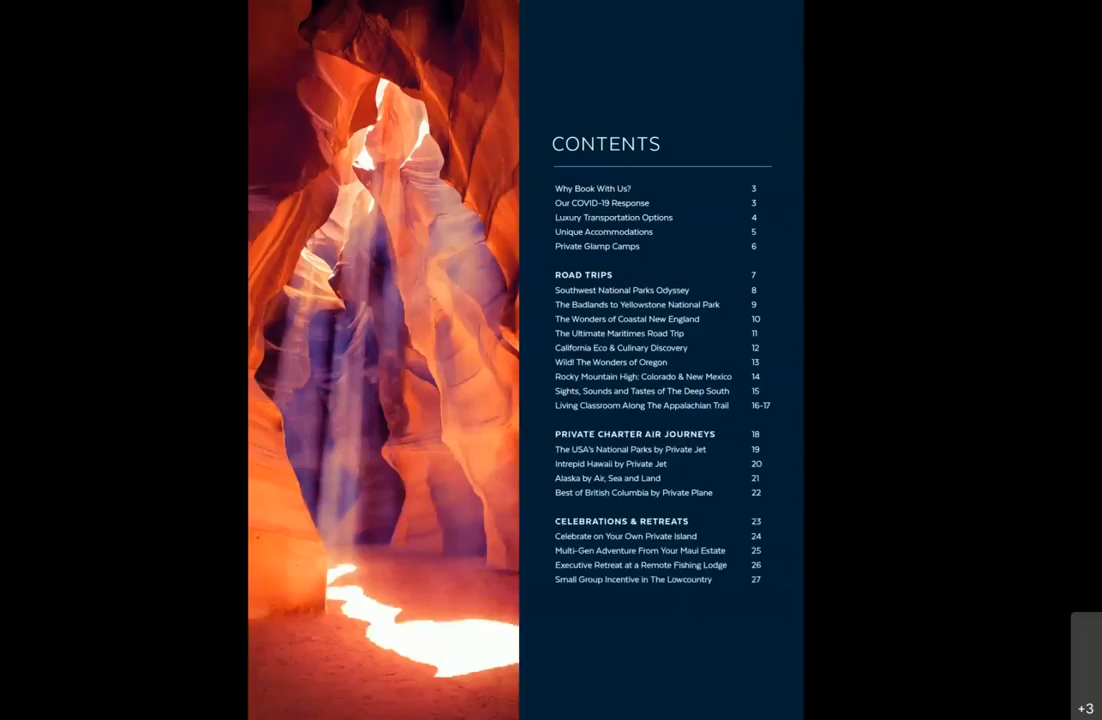 CONTENTS
Why Book With Us? 3
Our COVID-19 Response 3
Luxury Transportation Options 4
Unique Accommodations 5
Private Glamp Camps 6
ROAD TRIPS 7
Southwest National Parks Odyssey 8
The Badlands to Yellowstone National Park 9
The Wonders of Coastal New England 10
The Ultimate Maritimes Road Trip 11
California Eco & Culinary Discovery 12
Wild! The Wonders of Oregon 13
Rocky Mountain High: Colorado & New Mexico 14
Sights, Sounds and Tastes of The Deep South 15
Living Classroom Along The Appalachian Trail 16-17
PRIVATE CHARTER AIR JOURNEYS 18
The USA's National Parks by Private Jet 19
Intrepid Hawaii by Private Jet 20
Alaska by Air, Sea and Land 21
Best of British Columbia by Private Plane 22
CELEBRATIONS & RETREATS 23
Celebrate on Your Own Private Island 24
Multi-Gen Adventure From Your Maui Estate 25
Executive Retreat at a Remote Fishing Lodge 26
Small Group Incentive in The Lowcountry 27
+3